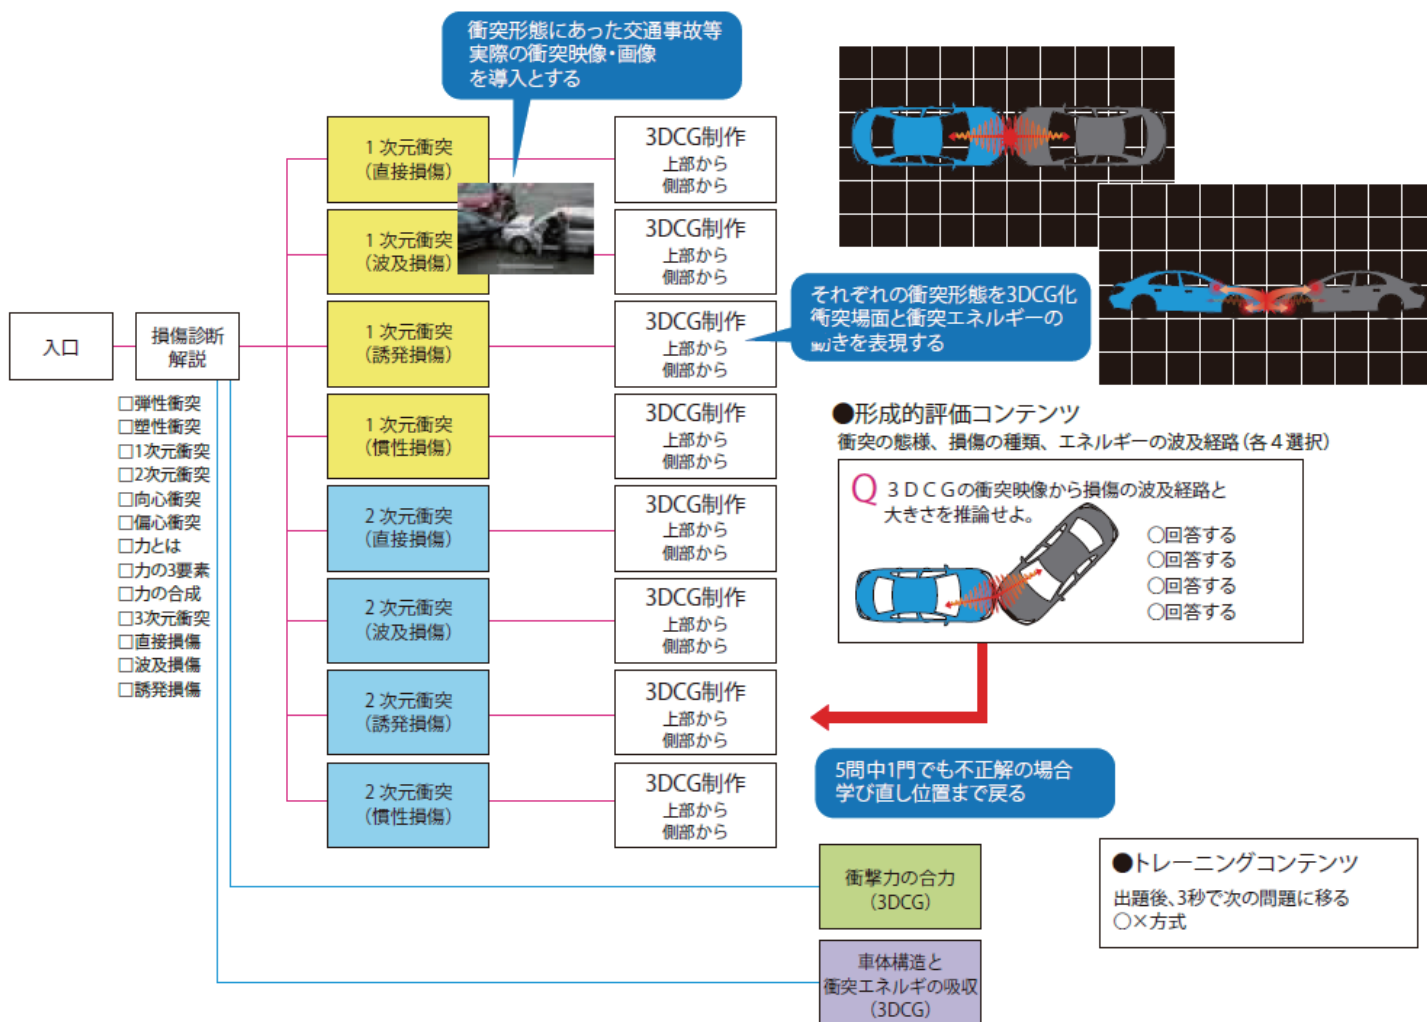 衝突形態にあった交通事故等
実際の衝突映像・画像
を導入とする
入口
損傷診断
解説
□弾性衝突
□塑性衝突
□1次元衝突
□2次元衝突
□向心衝突
□偏心衝突
□力とは
□力の3要素
□力の合成
□3次元衝突
□直接損傷
□波及損傷
□誘発損傷
1次元衝突
(直接損傷)
3DCG制作
上部から
側部から
1次元衝突
(波及損傷)
3DCG制作
上部から
側部から
1次元衝突
(誘発損傷)
3DCG制作
上部から
側部から
1次元衝突
(慣性損傷)
3DCG制作
上部から
側部から
2次元衝突
(直接損傷)
3DCG制作
上部から
側部から
2次元衝突
(波及損傷)
3DCG制作
上部から
側部から
2次元衝突
(誘発損傷)
3DCG制作
上部から
側部から
2次元衝突
(慣性損傷)
3DCG制作
上部から
側部から
それぞれの衝突形態を3DCG化
衝突場面と衝突エネルギーの
動きを表現する
●形成的評価コンテンツ
衝突の態様、損傷の種類、エネルギーの波及経路(各4選択)
Q 3DCGの衝突映像から損傷の波及経路と
大きさを推論せよ。
○回答する
○回答する
○回答する
○回答する
5問中1門でも不正解の場合
学び直し位置まで戻る
衝撃力の合力
(3DCG)
車体構造と
衝突エネルギの吸収
(3DCG)
●トレーニングコンテンツ
出題後、3秒で次の問題に移る
○×方式